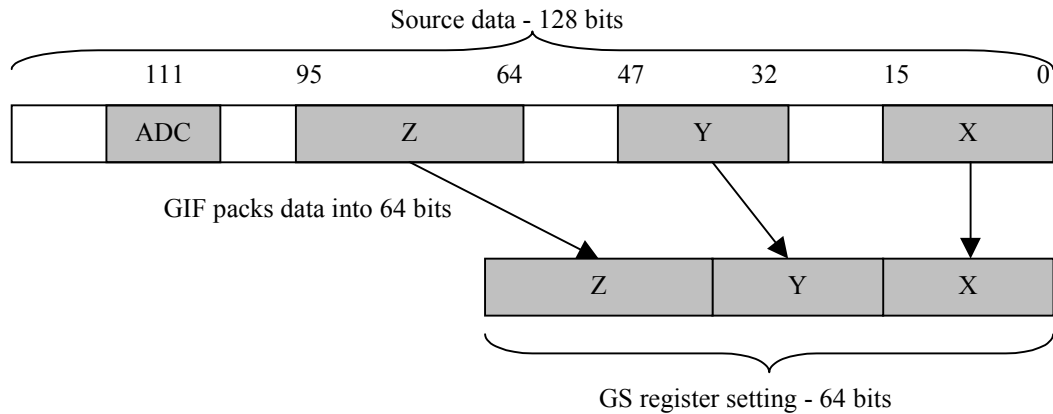 Source data - 128 bits
111 95 64 47 32 15 0
ADC Z Y X
GIF packs data into 64 bits
Z Y X
GS register setting - 64 bits